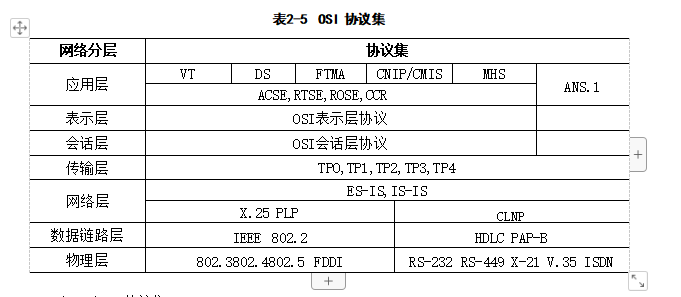 表2-5 OSI 协议集
网络分层 协议集
应用层 VT DS FTMA CNIP/CMIS MHS ANS.1
ACSE,RTSE,ROSE,CCR
表示层 OSI表示层协议
会话层 OSI会话层协议
传输层 TPO,TP1,TP2,TP3,TP4
网络层 ES-IS,IS-IS
X.25 PLP CLNP
数据链路层 IEEE 802.2 HDLC PAP-B
物理层 802.3802.4802.5 FDDI RS-232 RS-449 X-21 V.35 ISDN